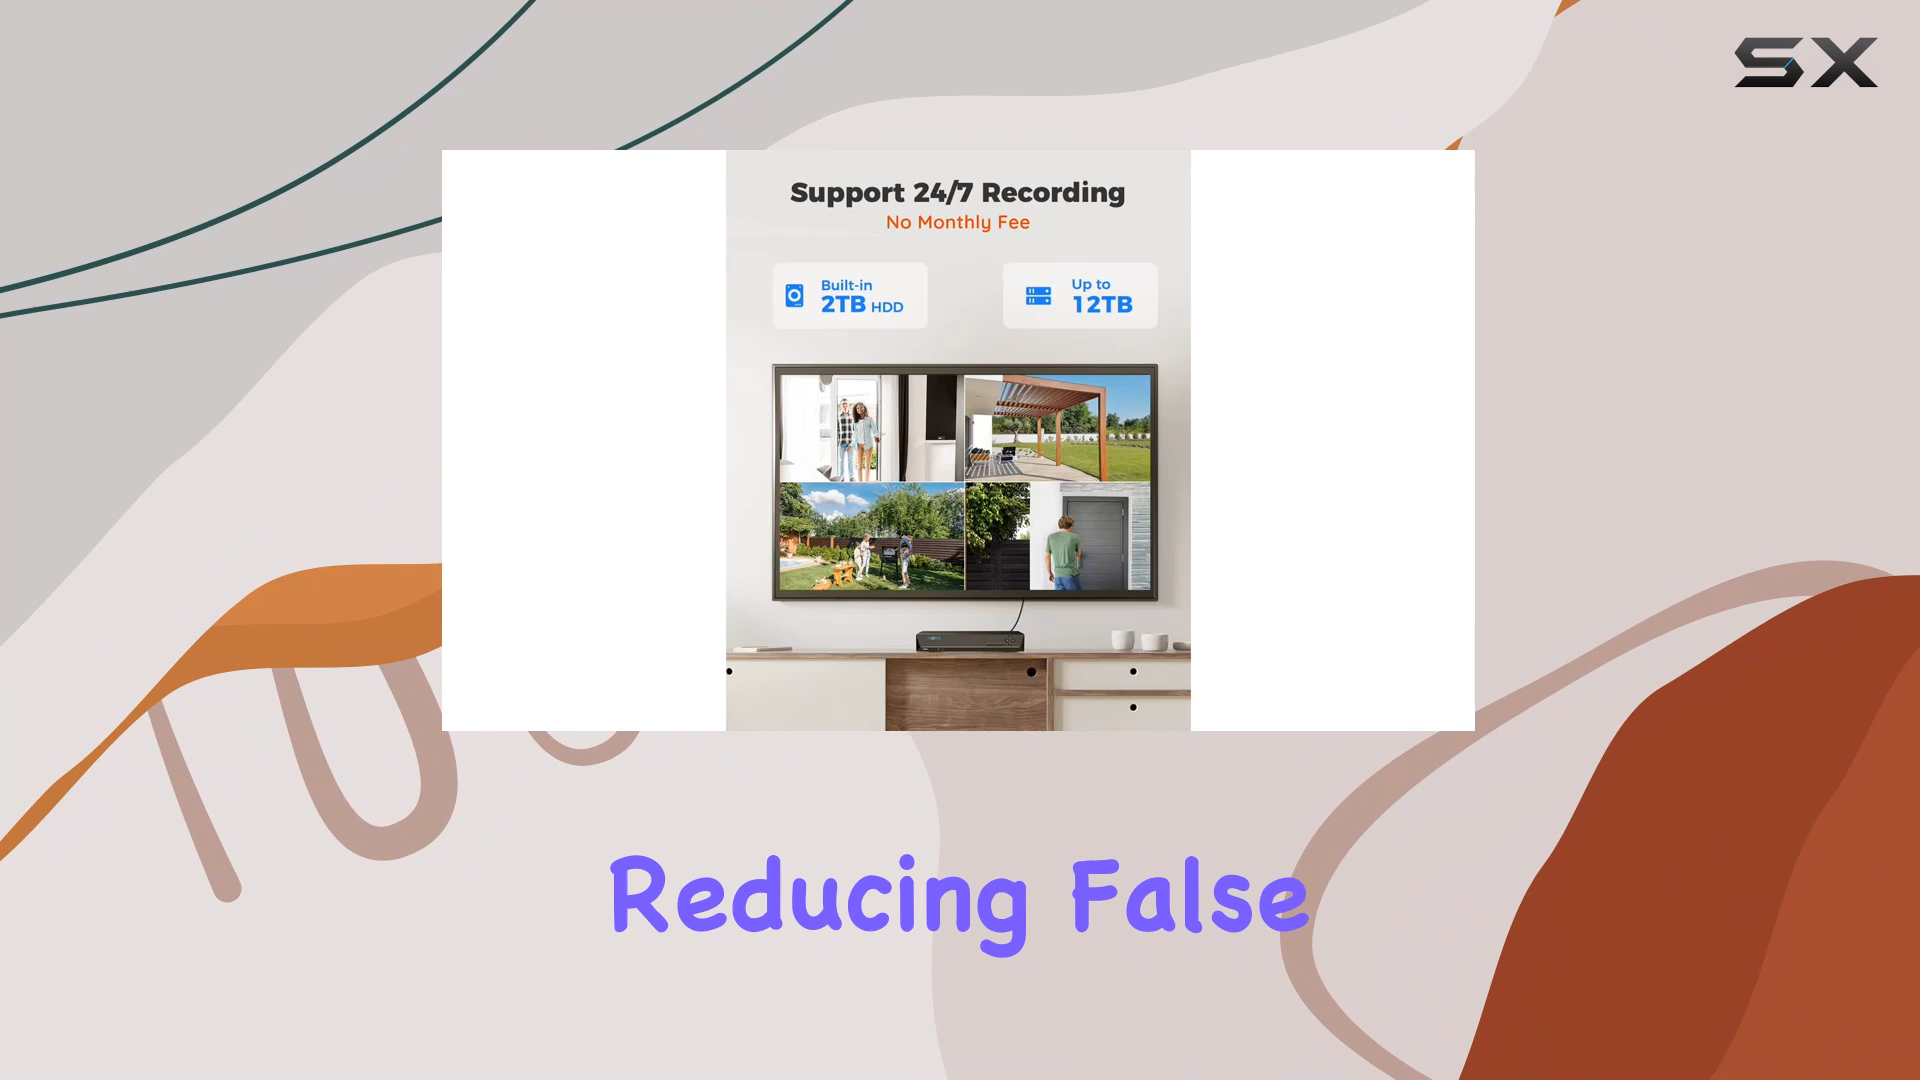 SX
Support 24/7 Recording
No Monthly Fee
Built-in
2TB HDD
Up to
12TB
Reducing False